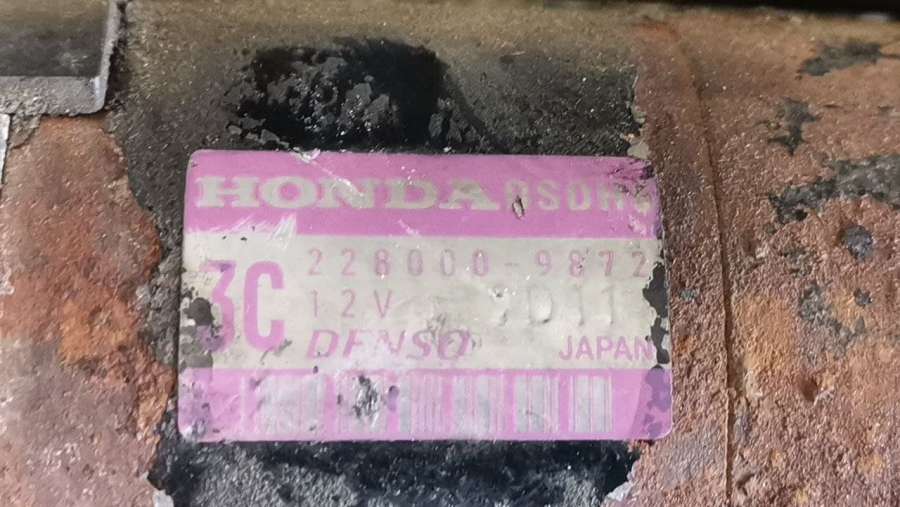 HONDA
3C
228000-9872
12V
DENSO JAPAN